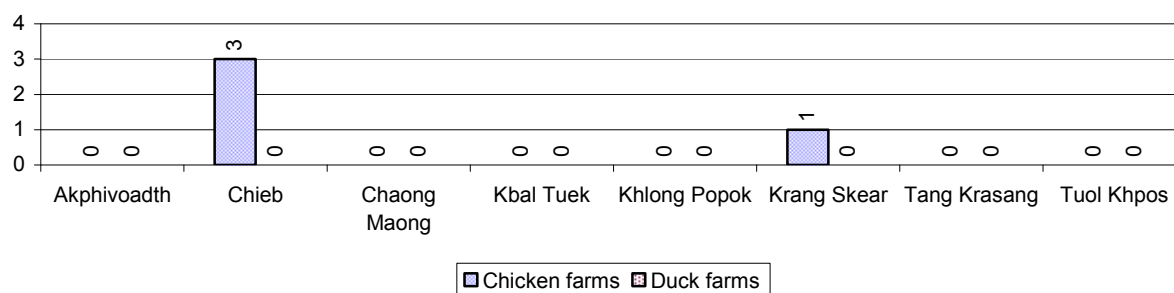 4
3
2
1
0
3
0 0 0 0 0 0 0 0 0 1 0 0 0 0 0
Akphivoadth Chieb Chaong Maong Kbal Tuek Khlong Popok Krang Skear Tang Krasang Tuol Khpos
Chicken farms Duck farms